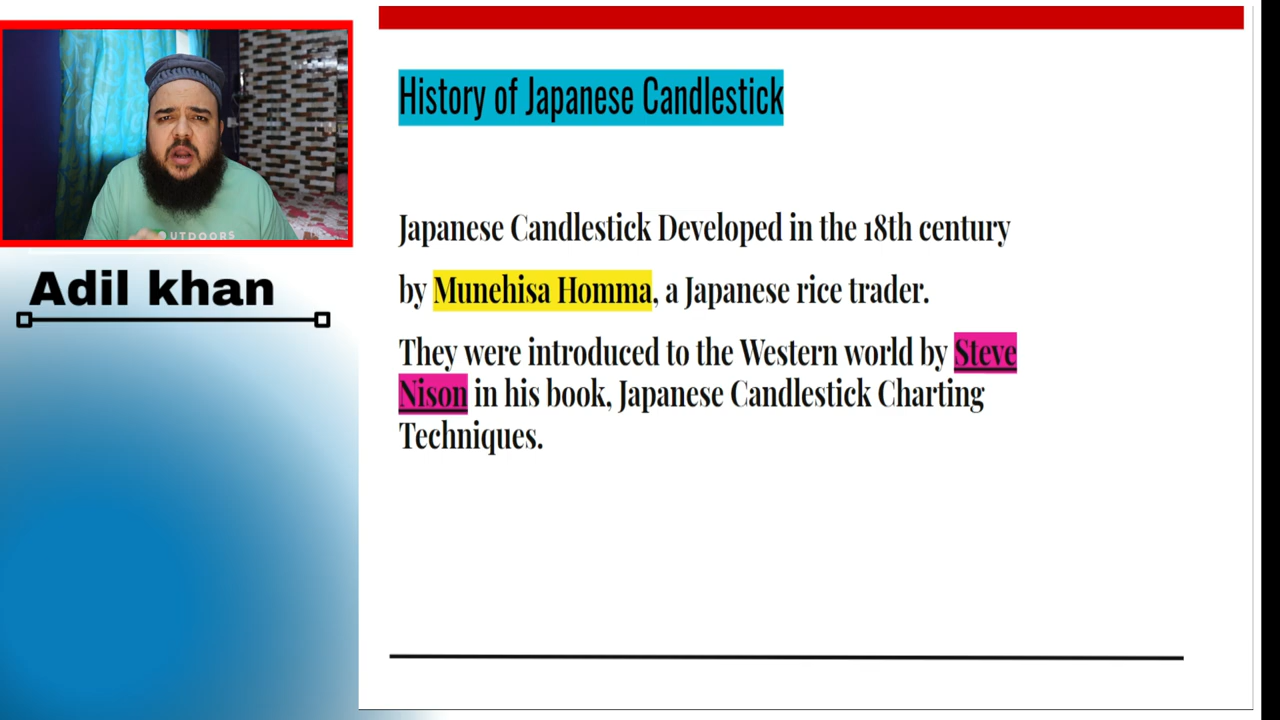 OUTDOORS
Adil khan
History of Japanese Candlestick
Japanese Candlestick Developed in the 18th century
by Munehisa Homma, a Japanese rice trader.
They were introduced to the Western world by Steve
Nison in his book, Japanese Candlestick Charting
Techniques.